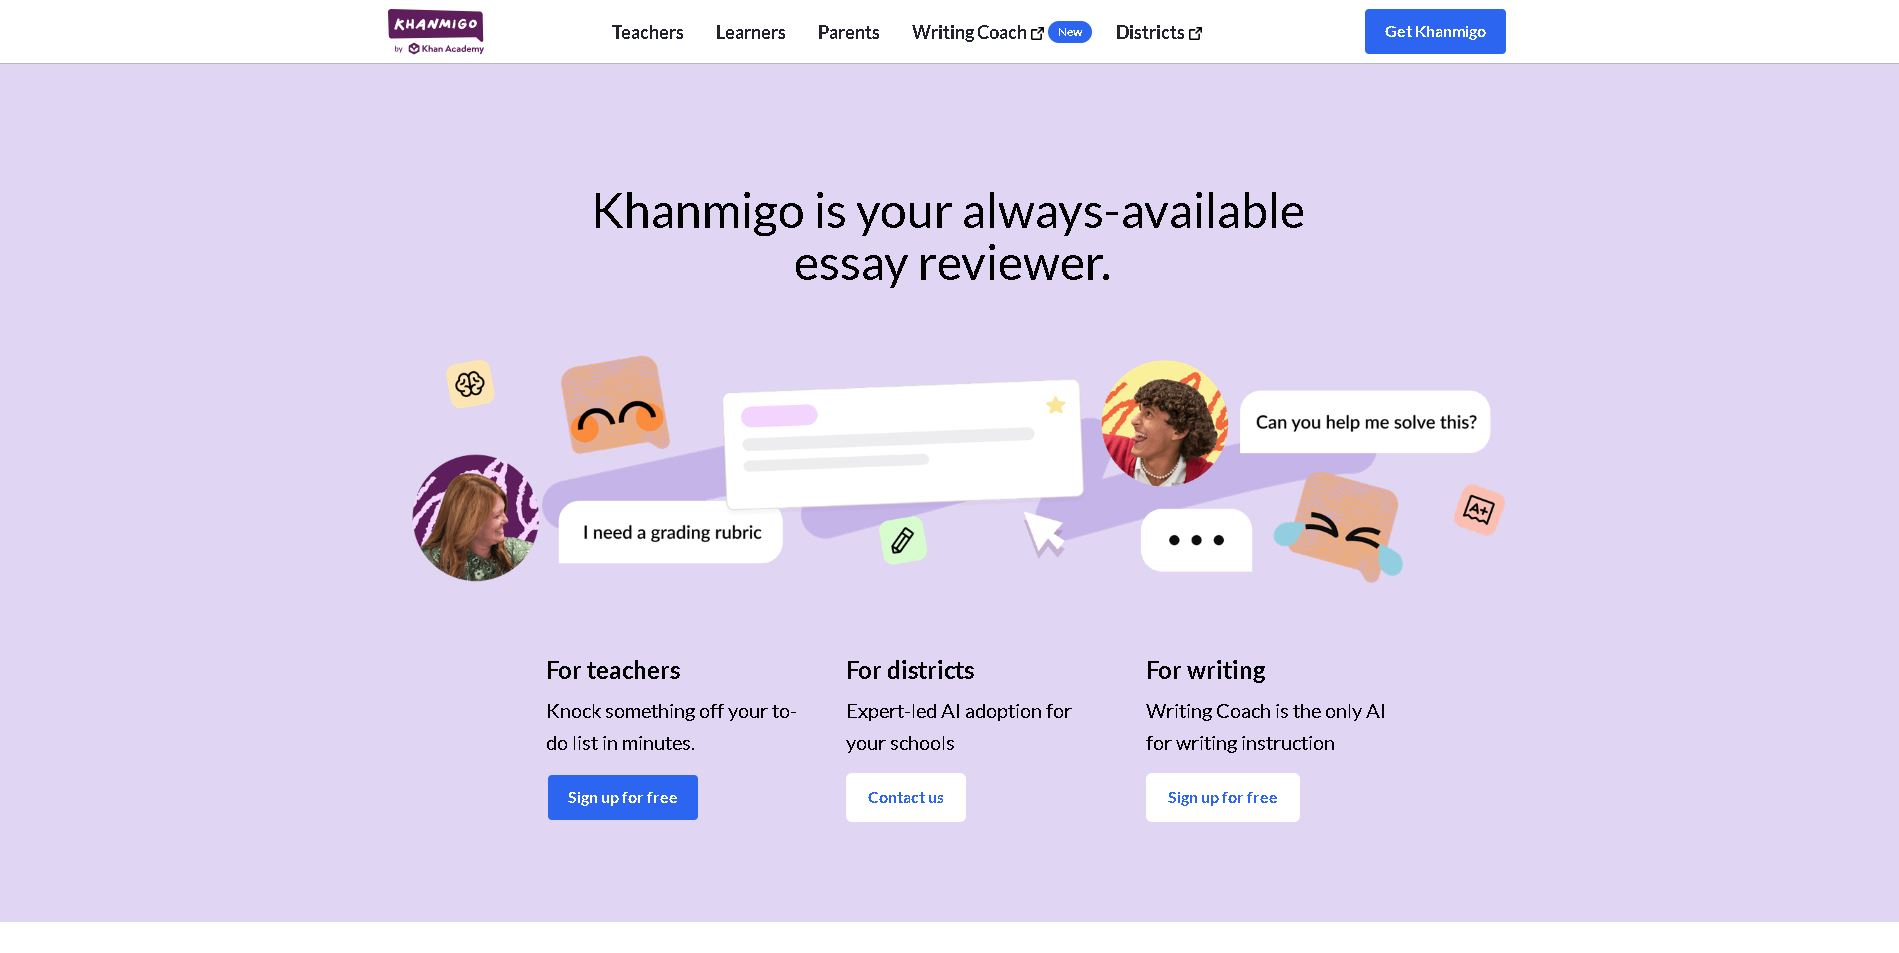 KHANMIGO
by Khan Academy
Teachers
Learners
Parents
Writing Coach
New
Districts
Get Khanmigo
Khanmigo is your always-available
essay reviewer.
Can you help me solve this?
A+
I need a grading rubric
For teachers
Knock something off your to-
do list in minutes.
Sign up for free
For districts
Expert-led AI adoption for
your schools
Contact us
For writing
Writing Coach is the only AI
for writing instruction
Sign up for free